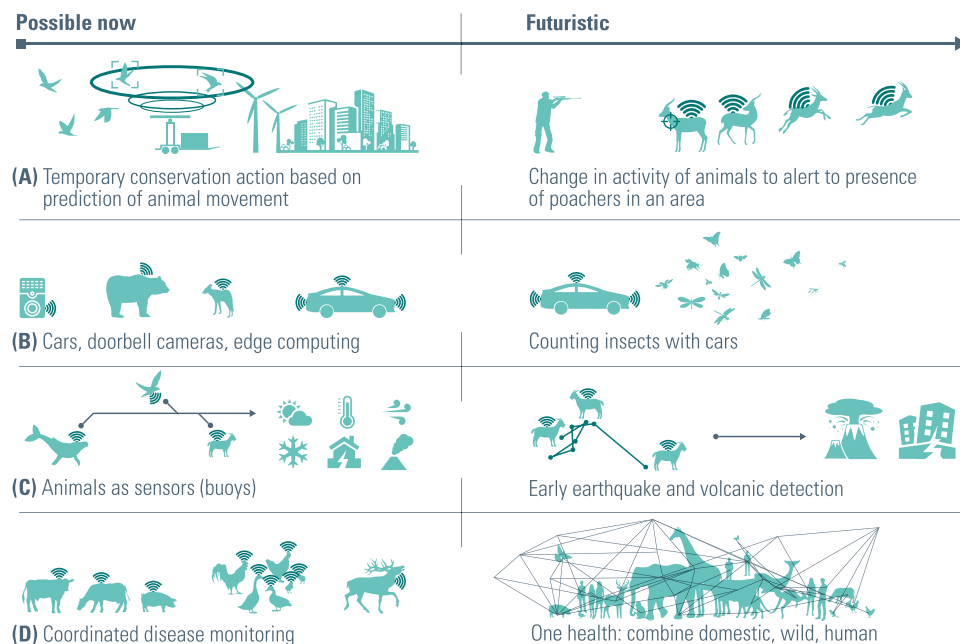 Possible now
Futuristic
(A) Temporary conservation action based on
prediction of animal movement
Change in activity of animals to alert to presence
of poachers in an area
(B) Cars, doorbell cameras, edge computing
Counting insects with cars
(C) Animals as sensors (buoys)
Early earthquake and volcanic detection
(D) Coordinated disease monitoring
One health: combine domestic, wild, human